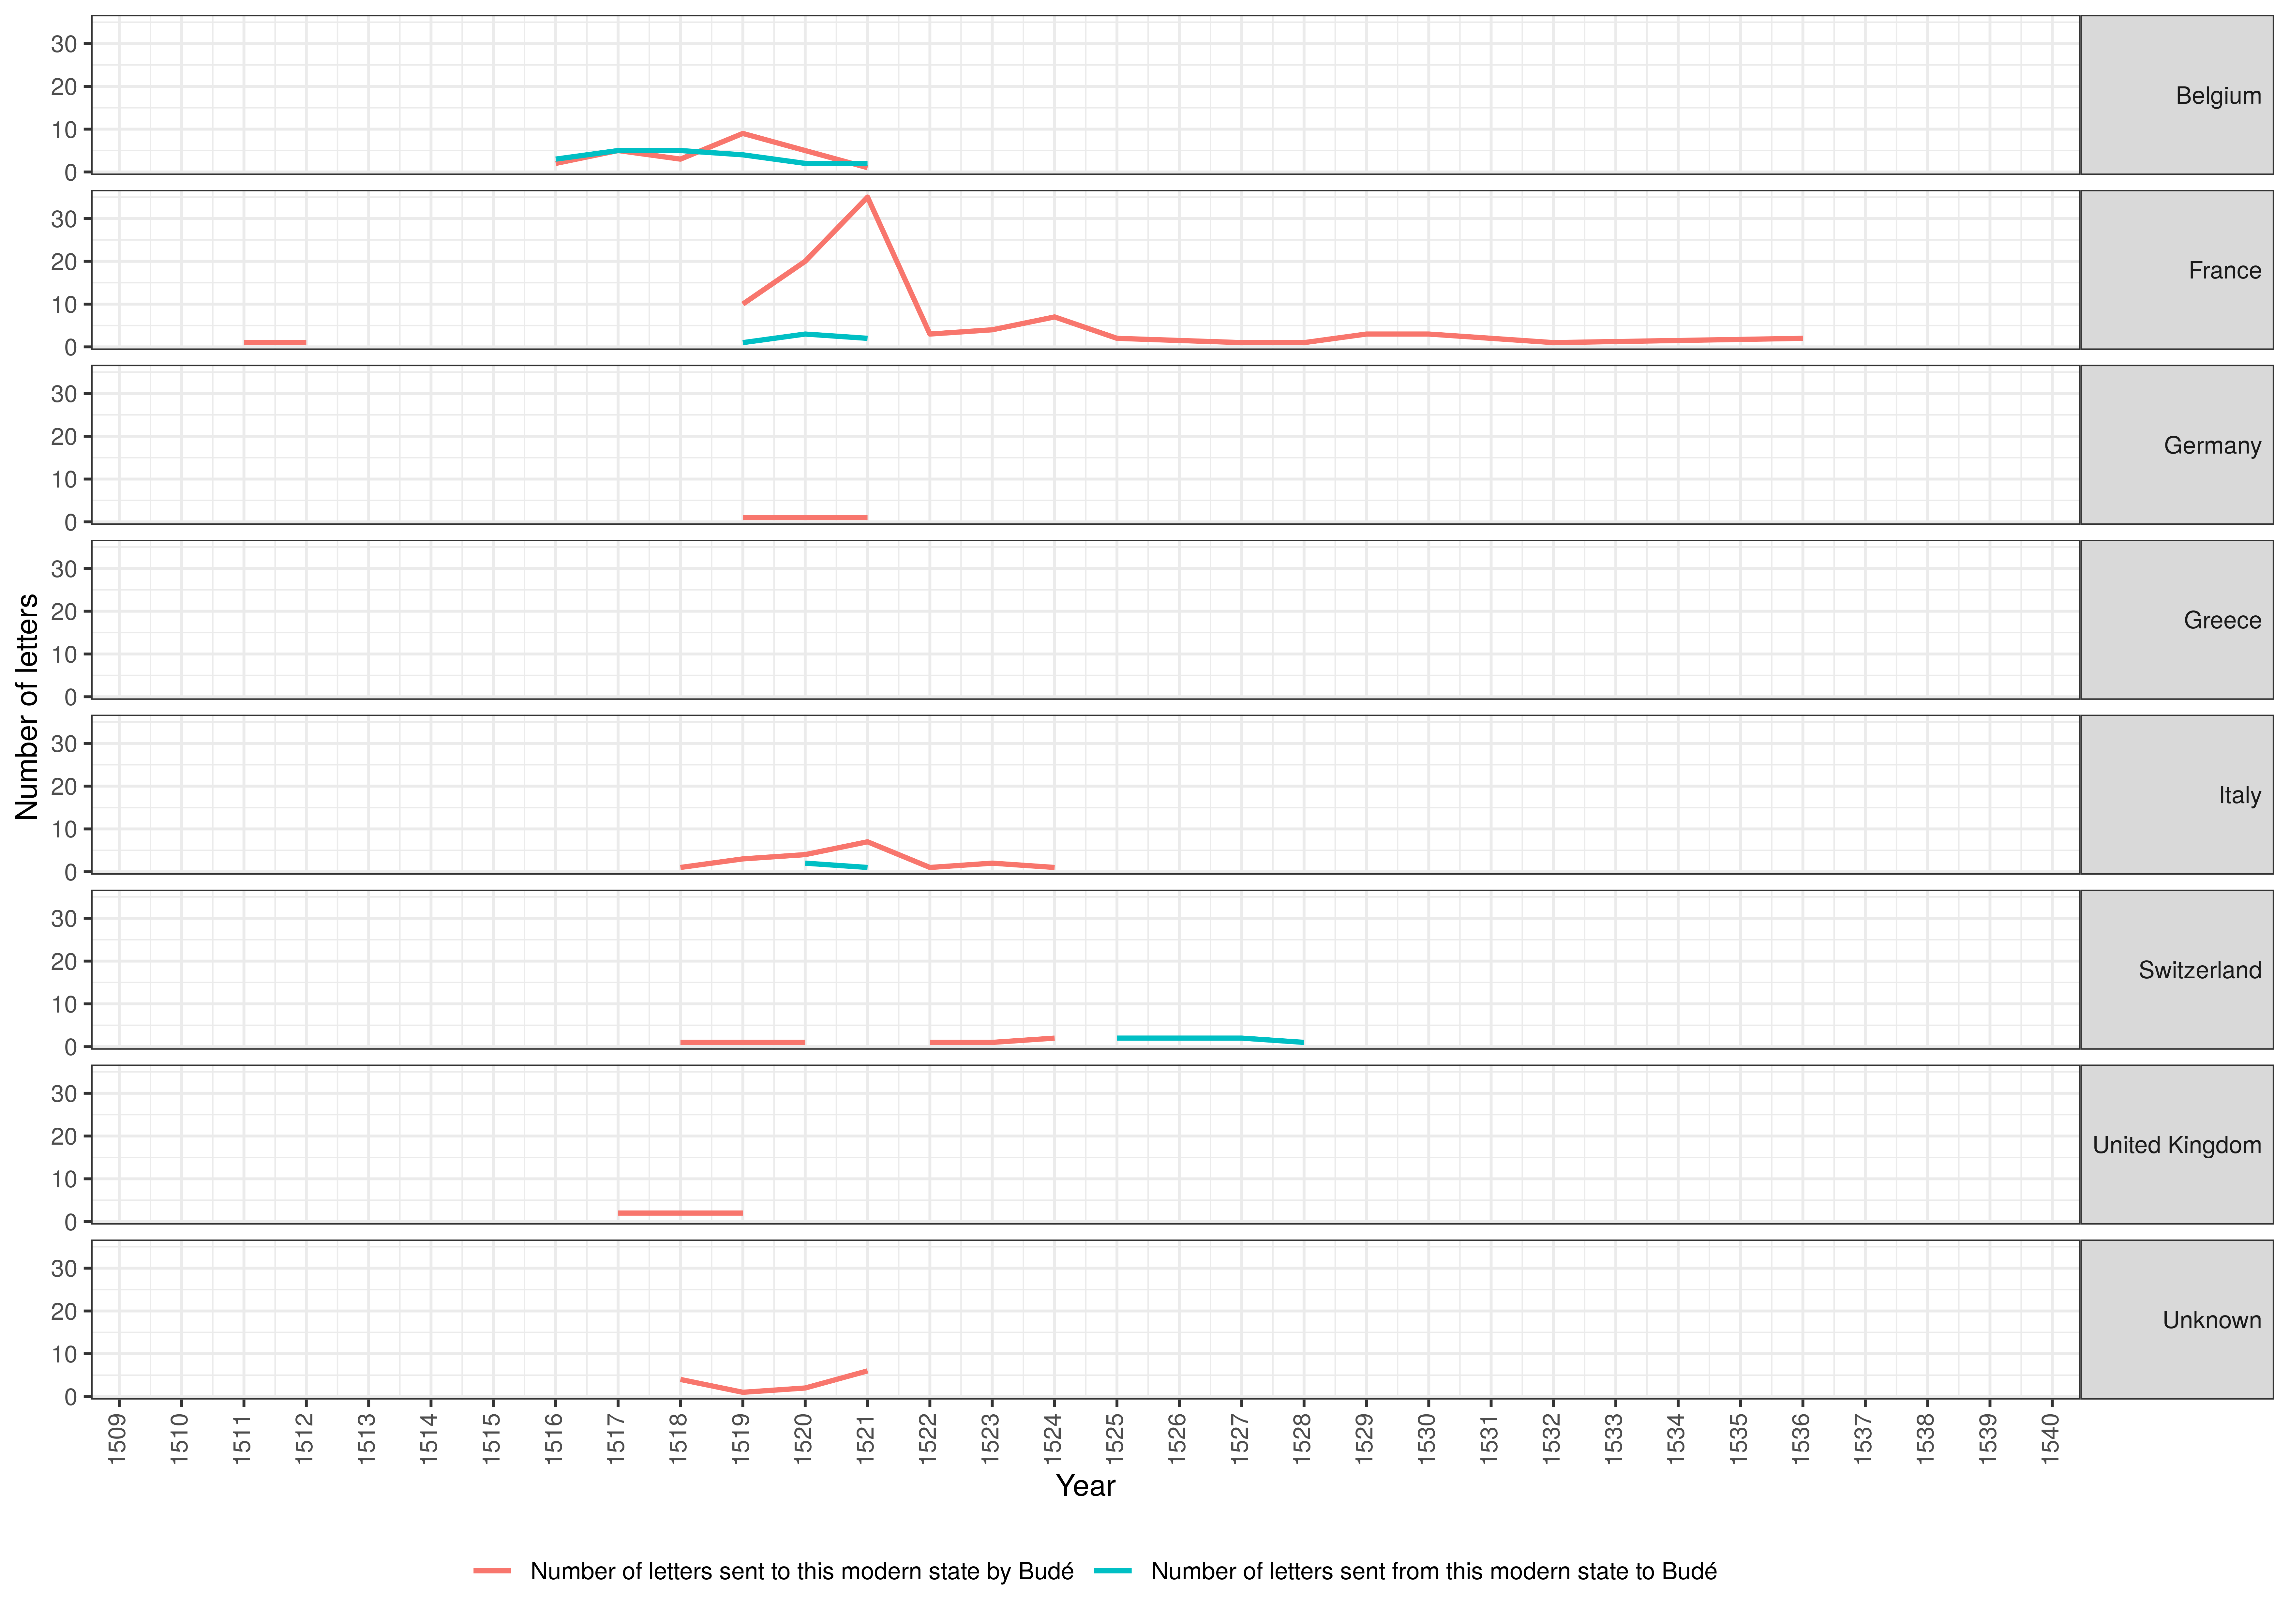 Number of letters
30
20
10
0
Belgium
30
20
10
0
France
30
20
10
0
Germany
30
20
10
0
Greece
30
20
10
0
Italy
30
20
10
0
Switzerland
30
20
10
0
United Kingdom
30
20
10
0
Unknown
1509 1510 1511 1512 1513 1514 1515 1516 1517 1518 1519 1520 1521 1522 1523 1524 1525 1526 1527 1528 1529 1530 1531 1532 1533 1534 1535 1536 1537 1538 1539 1540
Year
Number of letters sent to this modern state by Budé Number of letters sent from this modern state to Budé